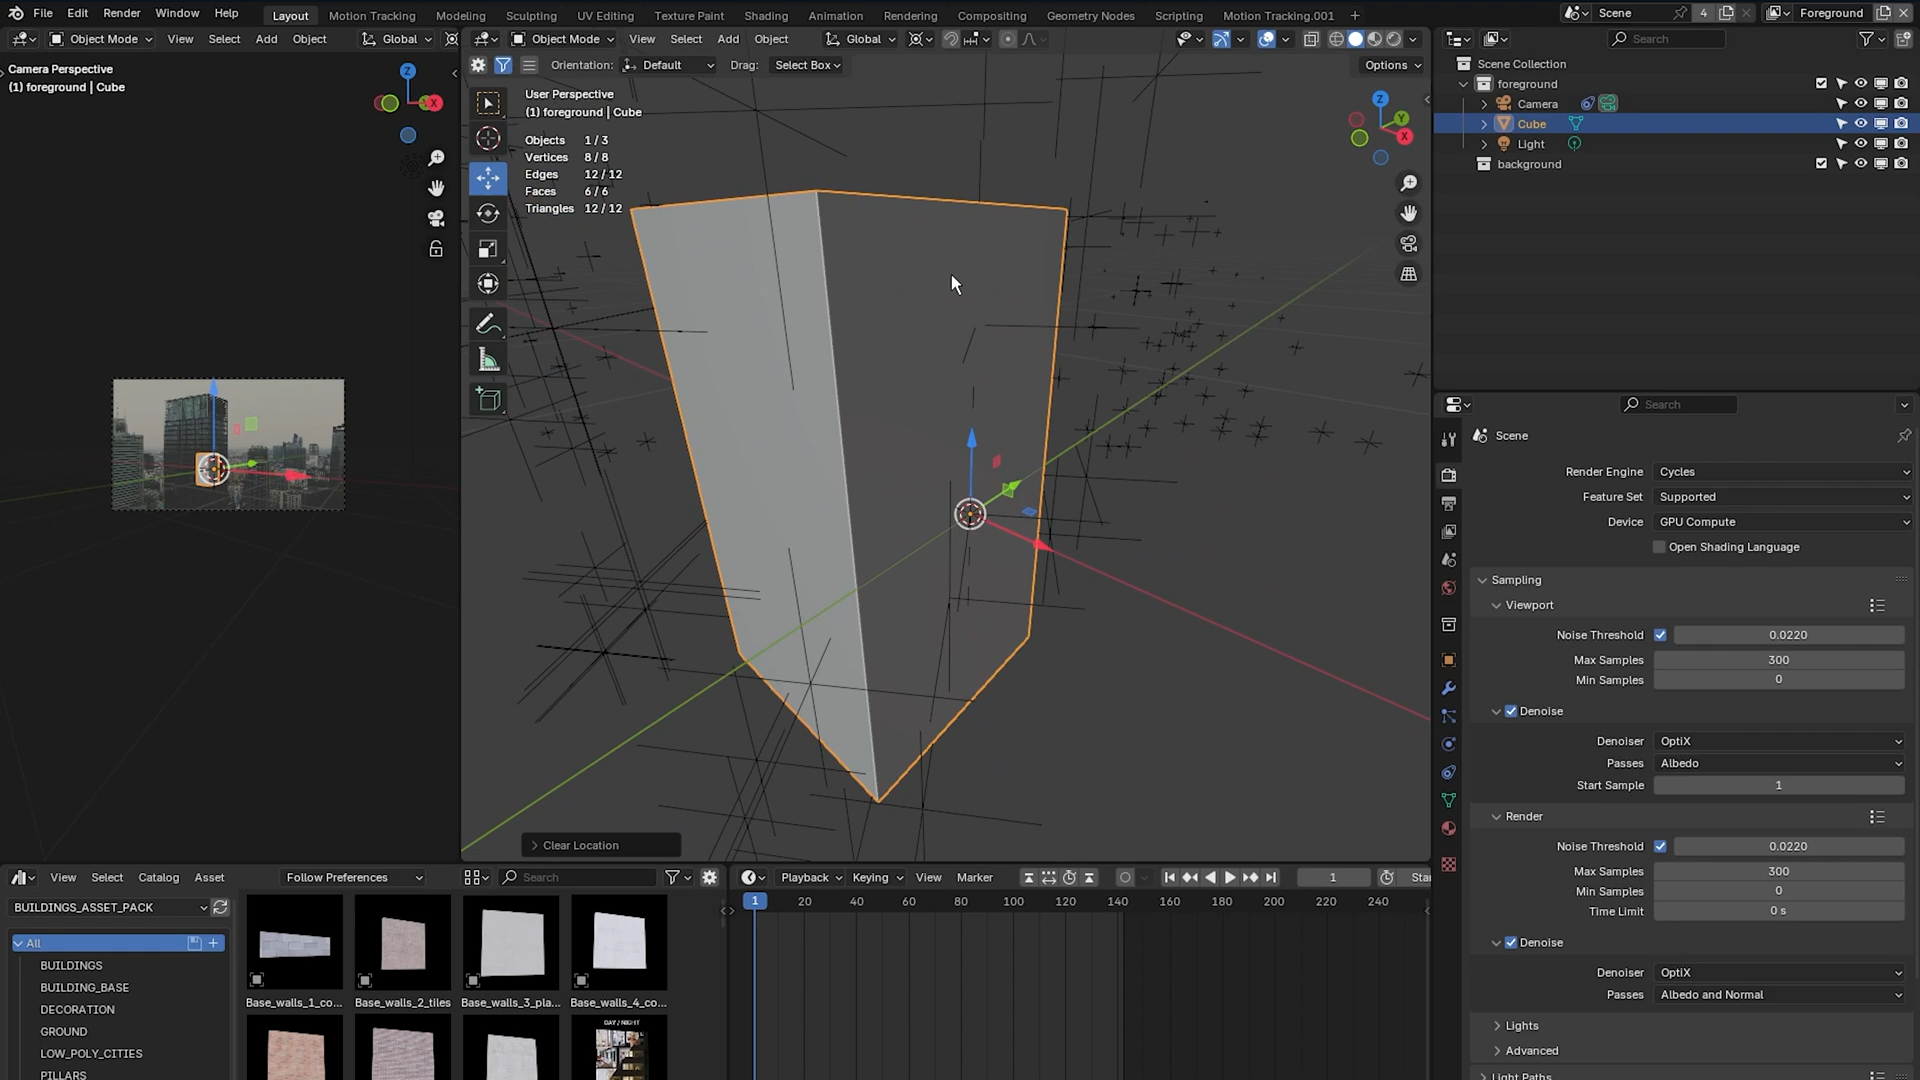 File Edit Render Window Help
Layout Motion Tracking Modeling Sculpting UV Editing Texture Paint Shading Animation Rendering Compositing Geometry Nodes Scripting Motion Tracking.001
Scene 4 Foreground
Object Mode View Select Add Object Global
Object Mode View Select Add Object Global
Orientation: Default Drag: Select Box Options
Camera Perspective
(1) foreground | Cube
Z
X
User Perspective
(1) foreground | Cube
Objects 1 / 3
Vertices 8 / 8
Edges 12 / 12
Faces 6 / 6
Triangles 12 / 12
Z
Y
X
Clear Location
Search
Scene Collection
foreground
Camera
Cube
Light
background
Search
Scene
Render Engine Cycles
Feature Set Supported
Device GPU Compute
Open Shading Language
Sampling
Viewport
Noise Threshold 0.0220
Max Samples 300
Min Samples 0
Denoise
Denoiser OptiX
Passes Albedo
Start Sample 1
Render
Noise Threshold 0.0220
Max Samples 300
Min Samples 0
Time Limit 0 s
Denoise
Denoiser OptiX
Passes Albedo and Normal
Lights
Advanced
Light Paths
View Select Catalog Asset Follow Preferences Search
BUILDINGS_ASSET_PACK
All
BUILDINGS
BUILDING_BASE
DECORATION
GROUND
LOW_POLY_CITIES
PILLARS
Base_walls_1_co... Base_walls_2_tiles Base_walls_3_pla... Base_walls_4_co...
DAY / NIGHT
Playback Keying View Marker 1 Star
1 20 40 60 80 100 120 140 160 180 200 220 240